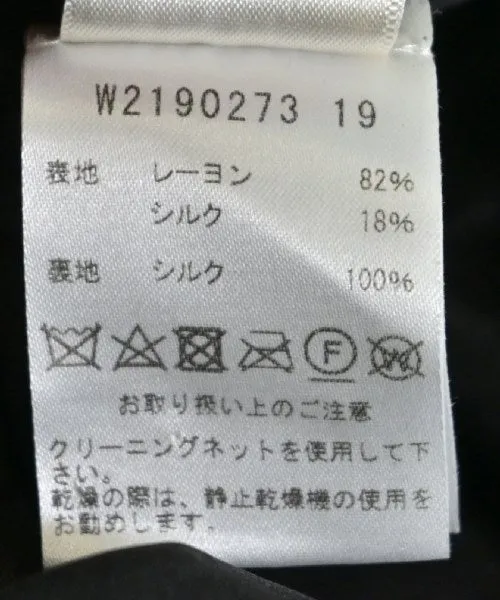 W2190273 19
表地 レーヨン 82%
シルク 18%
裏地 シルク 100%
F
W
お取り扱い上のご注意
クリーニングネットを使用して下
さい。
乾燥の際は、静止乾燥機の使用を
お勧めします.